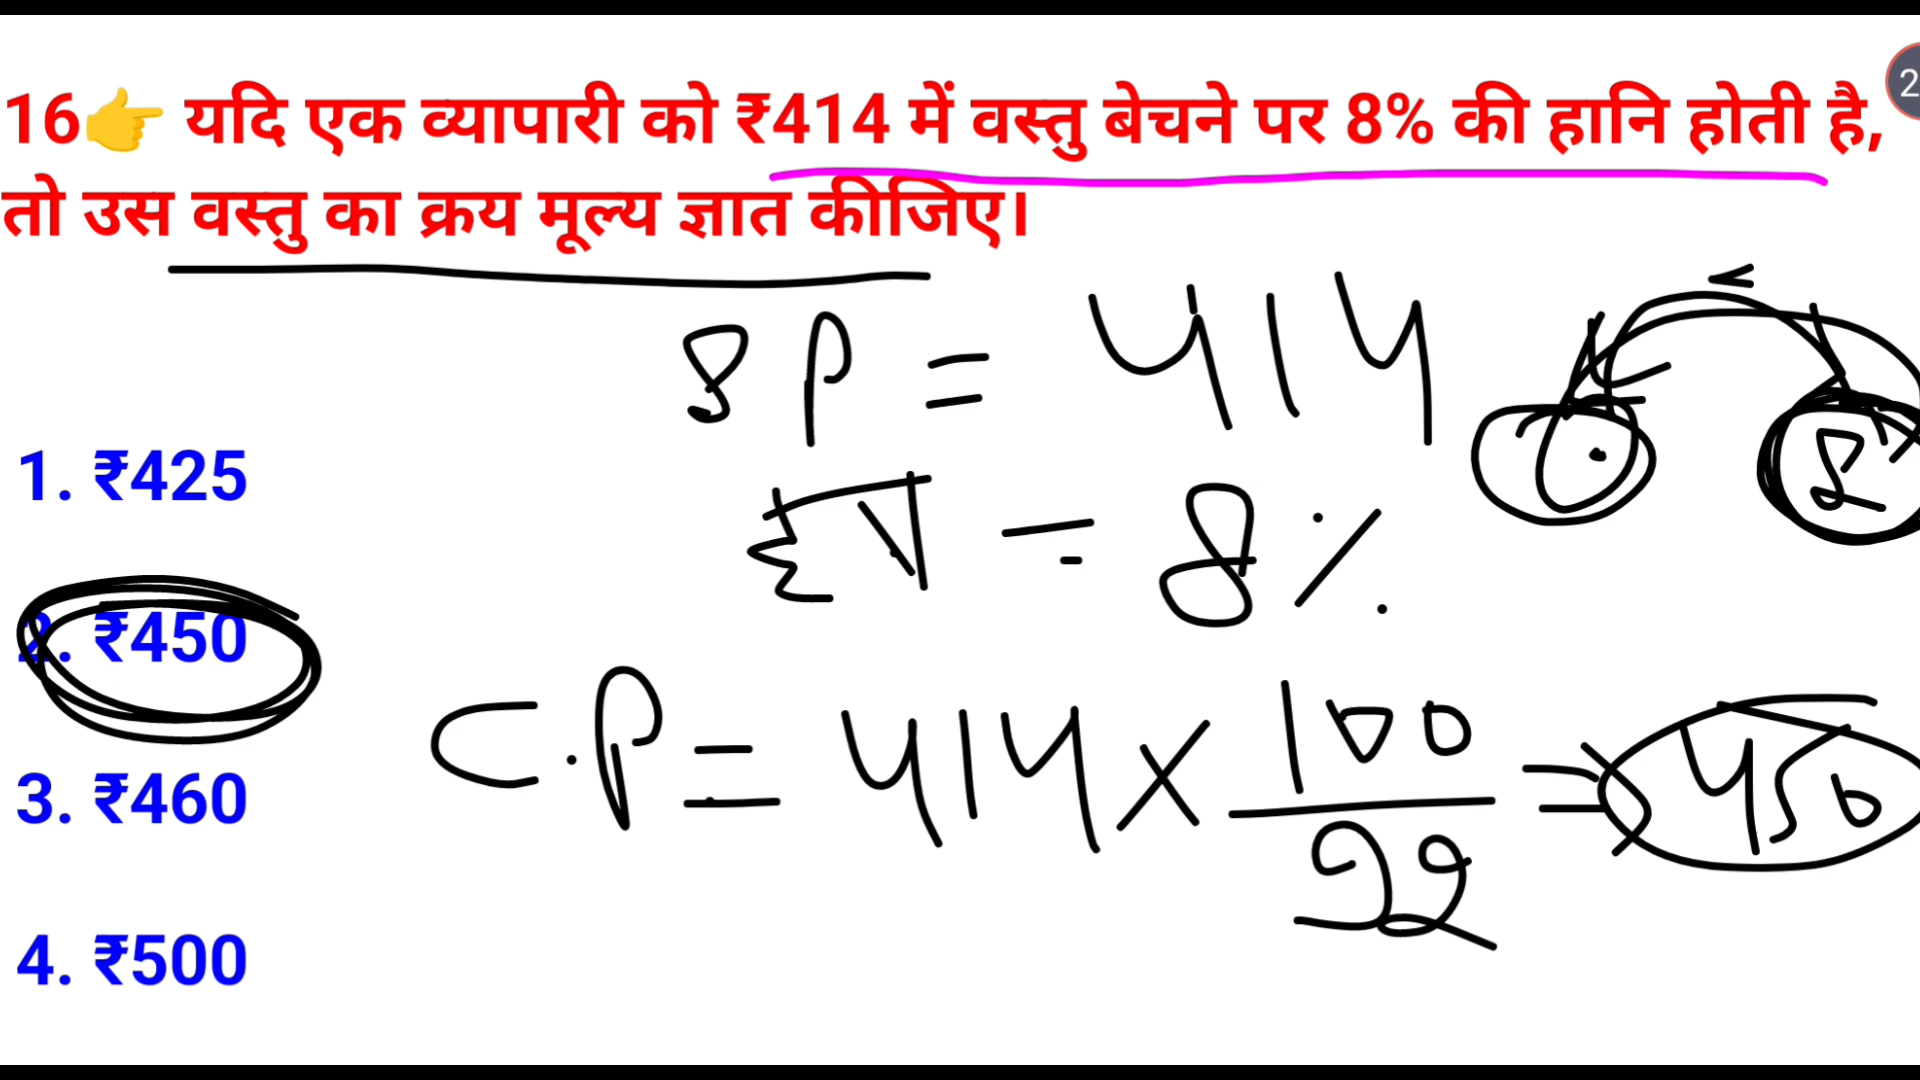 16👉 यदि एक व्यापारी को ₹414 में वस्तु बेचने पर 8% की हानि होती है,
तो उस वस्तु का क्रय मूल्य ज्ञात कीजिए।
SP = 414
1. ₹425
हानि = 8%
2. ₹450
C.P = 414 × 100/92 ⇒ 450
3. ₹460
4. ₹500
2